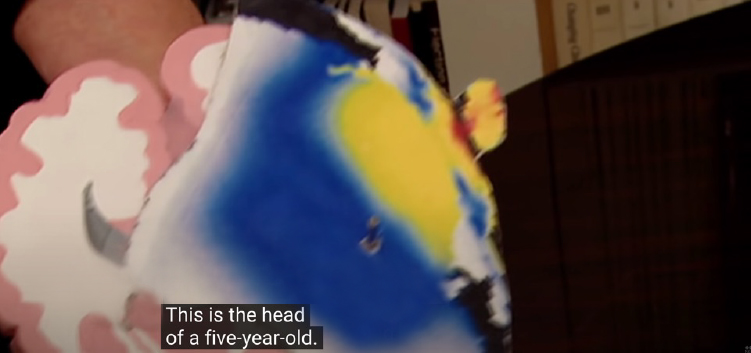 This is the head
of a five-year-old.